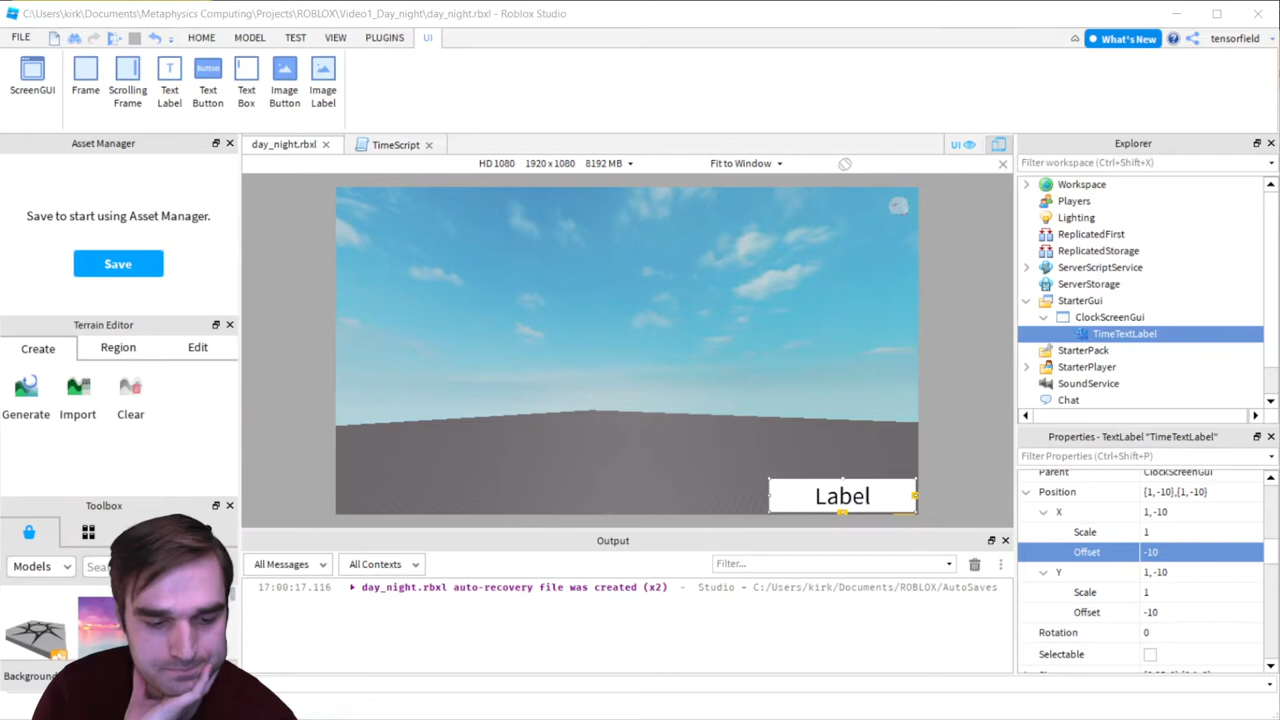 C:\Users\kirk\Documents\Metaphysics Computing\Projects\ROBLOX\Video1_Day_night\day_night.rbxl - Roblox Studio
FILE HOME MODEL TEST VIEW PLUGINS UI What's New tensorfield
ScreenGUI Frame Scrolling Frame Text Label Button Text Button Text Box Image Button Image Label
Asset Manager
Save to start using Asset Manager.
Save
Terrain Editor
Create Region Edit
Generate Import Clear
Toolbox
Models
Background
day_night.rbxl TimeScript UI
HD 1080 1920 x 1080 8192 MB Fit to Window
Label
Output
All Messages All Contexts Filter...
17:00:17.116 day_night.rbxl auto-recovery file was created (x2) - Studio - C:/Users/kirk/Documents/ROBLOX/AutoSaves
Explorer
Filter workspace (Ctrl+Shift+X)
Workspace
Players
Lighting
ReplicatedFirst
ReplicatedStorage
ServerScriptService
ServerStorage
StarterGui
ClockScreenGui
TimeTextLabel
StarterPack
StarterPlayer
SoundService
Chat
Properties - TextLabel "TimeTextLabel"
Filter Properties (Ctrl+Shift+P)
Parent ClockScreenGui
Position {1,-10},{1,-10}
X 1,-10
Scale 1
Offset -10
Y 1,-10
Scale 1
Offset -10
Rotation 0
Selectable